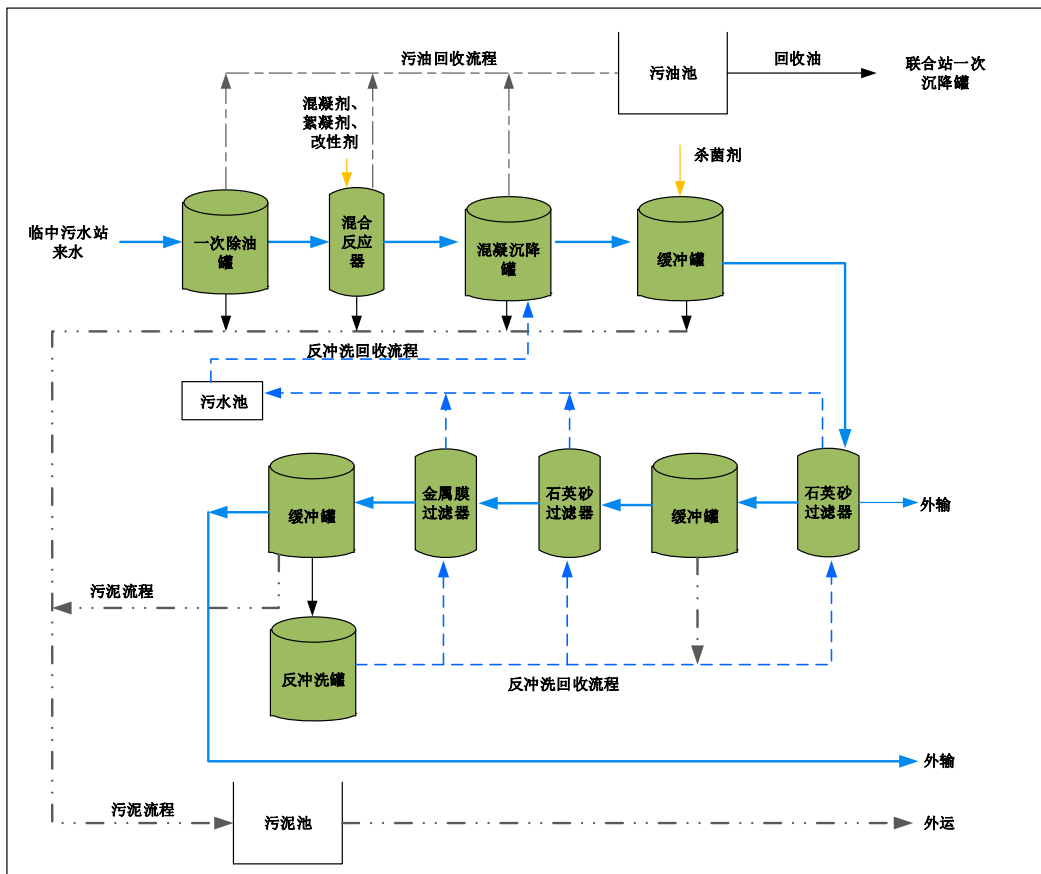 污油回收流程
污油池
回收油
联合站一次
沉降罐
混凝剂、
絮凝剂、
改性剂
杀菌剂
临中污水站
来水
一次除油
罐
混合
反应
器
混凝沉降
罐
缓冲罐
反冲洗回收流程
污水池
缓冲罐
金属膜
过滤器
石英砂
过滤器
缓冲罐
石英砂
过滤器
外输
污泥流程
反冲洗罐
反冲洗回收流程
外输
污泥流程
污泥池
外运